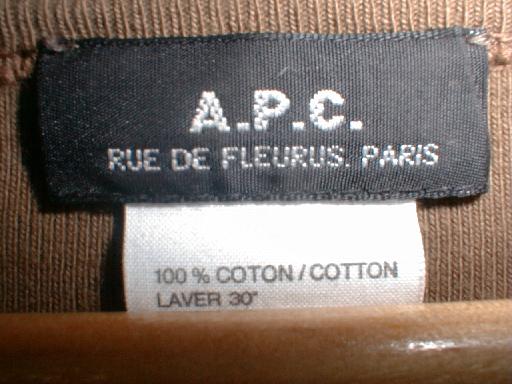 A.P.C.
RUE DE FLEURUS. PARIS
100 % COTON / COTTON
LAVER 30°